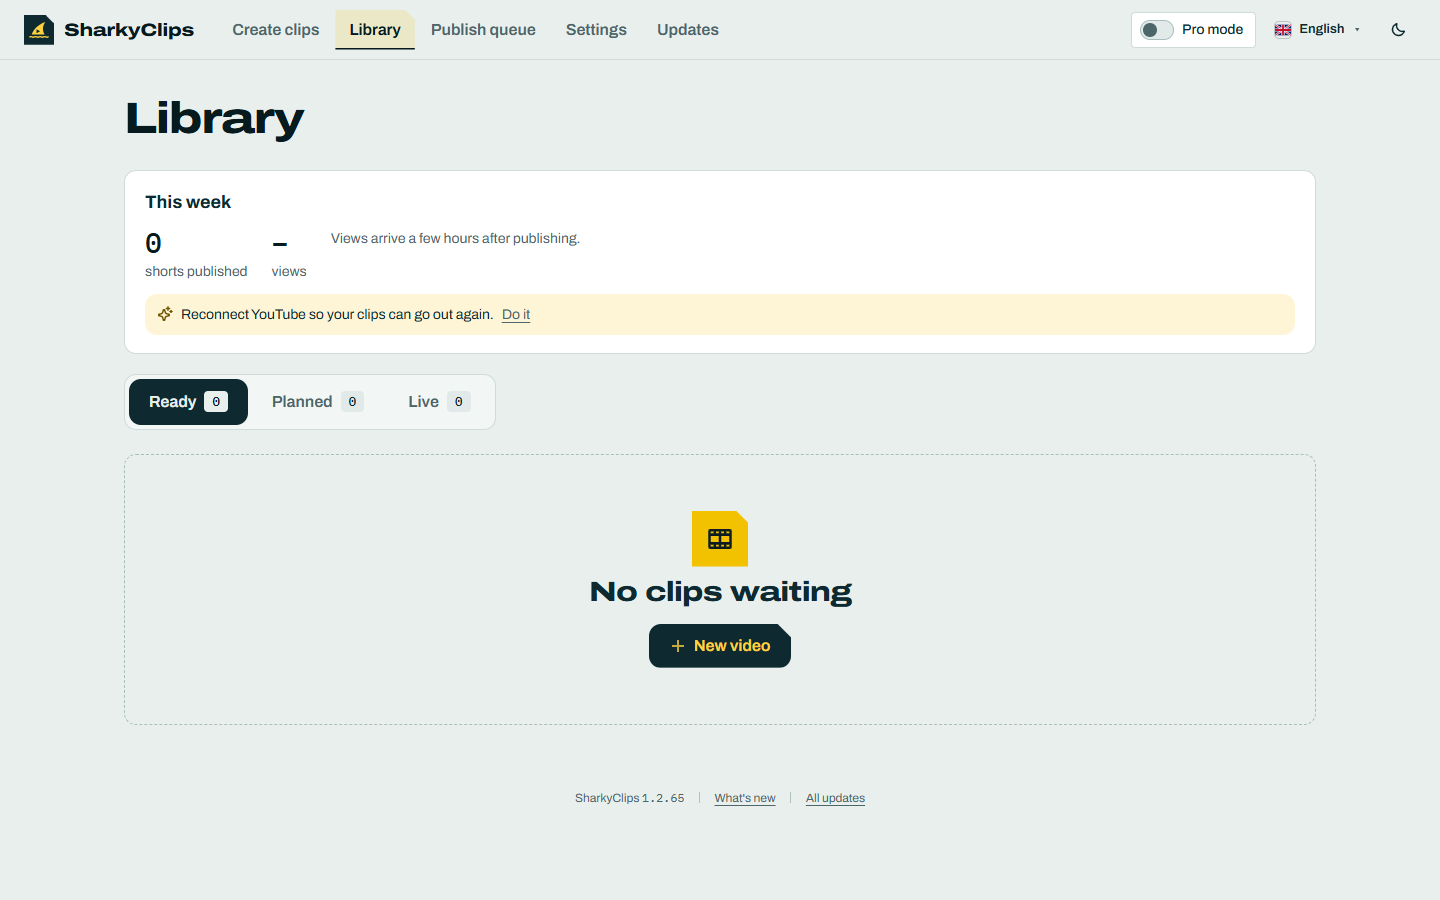 SharkyClips
Create clips
Library
Publish queue
Settings
Updates
Pro mode
English
Library
This week
0
shorts published
–
views
Views arrive a few hours after publishing.
Reconnect YouTube so your clips can go out again. Do it
Ready 0
Planned 0
Live 0
No clips waiting
New video
SharkyClips 1.2.65
What's new
All updates